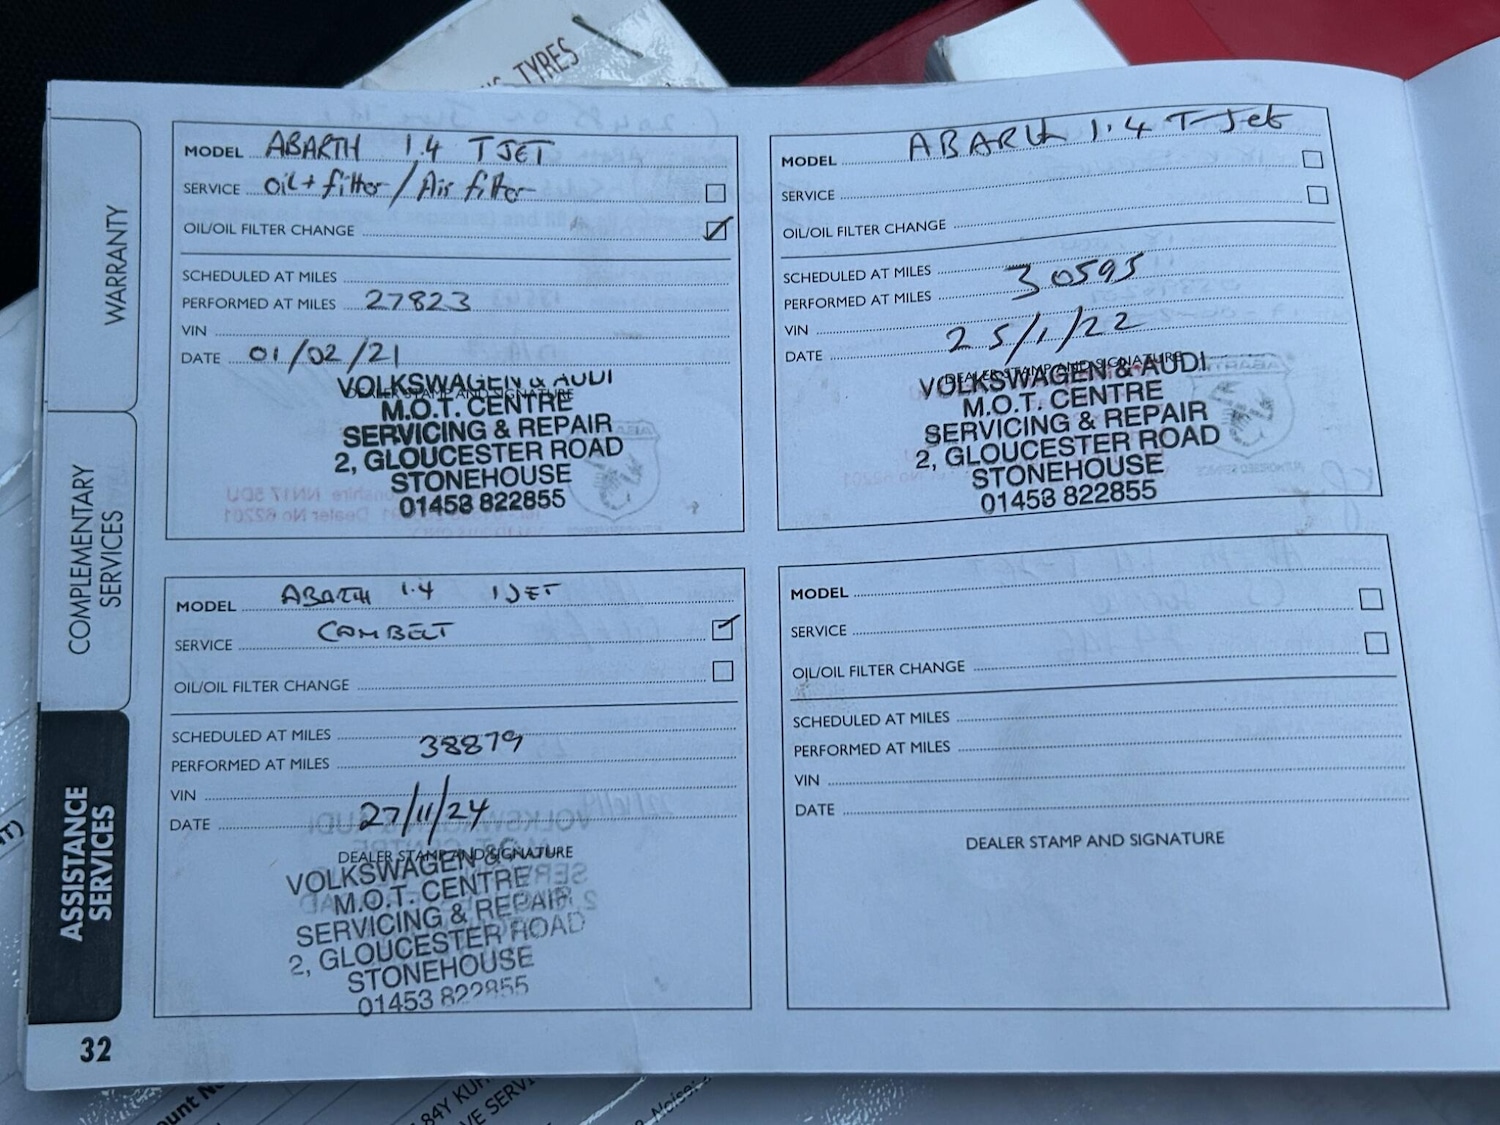 TYRES
WARRANTY
COMPLEMENTARY
SERVICES
ASSISTANCE
SERVICES
32
MODEL ABARTH 1.4 TJET
SERVICE Oil + filter / Air filter
OIL/OIL FILTER CHANGE
SCHEDULED AT MILES
PERFORMED AT MILES 27823
VIN
DATE 01/02/21
DEALER STAMP AND SIGNATURE
VOLKSWAGEN & AUDI
M.O.T. CENTRE
SERVICING & REPAIR
2, GLOUCESTER ROAD
STONEHOUSE
01453 822855
MODEL ABARTH 1.4 T-Jet
SERVICE
OIL/OIL FILTER CHANGE
SCHEDULED AT MILES
PERFORMED AT MILES 30595
VIN
DATE 25/1/22
DEALER STAMP AND SIGNATURE
VOLKSWAGEN & AUDI
M.O.T. CENTRE
SERVICING & REPAIR
2, GLOUCESTER ROAD
STONEHOUSE
01453 822855
MODEL ABARTH 1.4 TJET
SERVICE CAMBELT
OIL/OIL FILTER CHANGE
SCHEDULED AT MILES
PERFORMED AT MILES 38879
VIN
DATE 27/11/24
DEALER STAMP AND SIGNATURE
VOLKSWAGEN & AUDI
M.O.T. CENTRE
SERVICING & REPAIR
2, GLOUCESTER ROAD
STONEHOUSE
01453 822855
MODEL
SERVICE
OIL/OIL FILTER CHANGE
SCHEDULED AT MILES
PERFORMED AT MILES
VIN
DATE
DEALER STAMP AND SIGNATURE